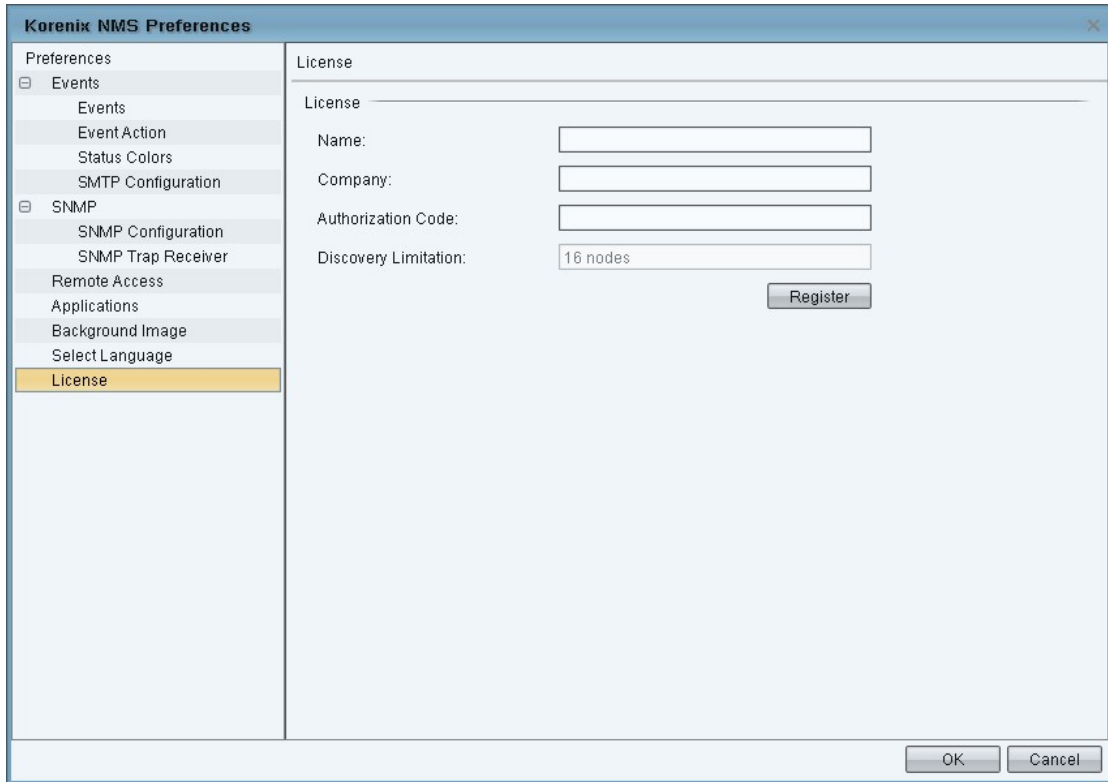 Korenix NMS Preferences
Preferences
Events
Events
Event Action
Status Colors
SMTP Configuration
SNMP
SNMP Configuration
SNMP Trap Receiver
Remote Access
Applications
Background Image
Select Language
License
License
License
Name:
Company:
Authorization Code:
Discovery Limitation: 16 nodes
Register
OK Cancel